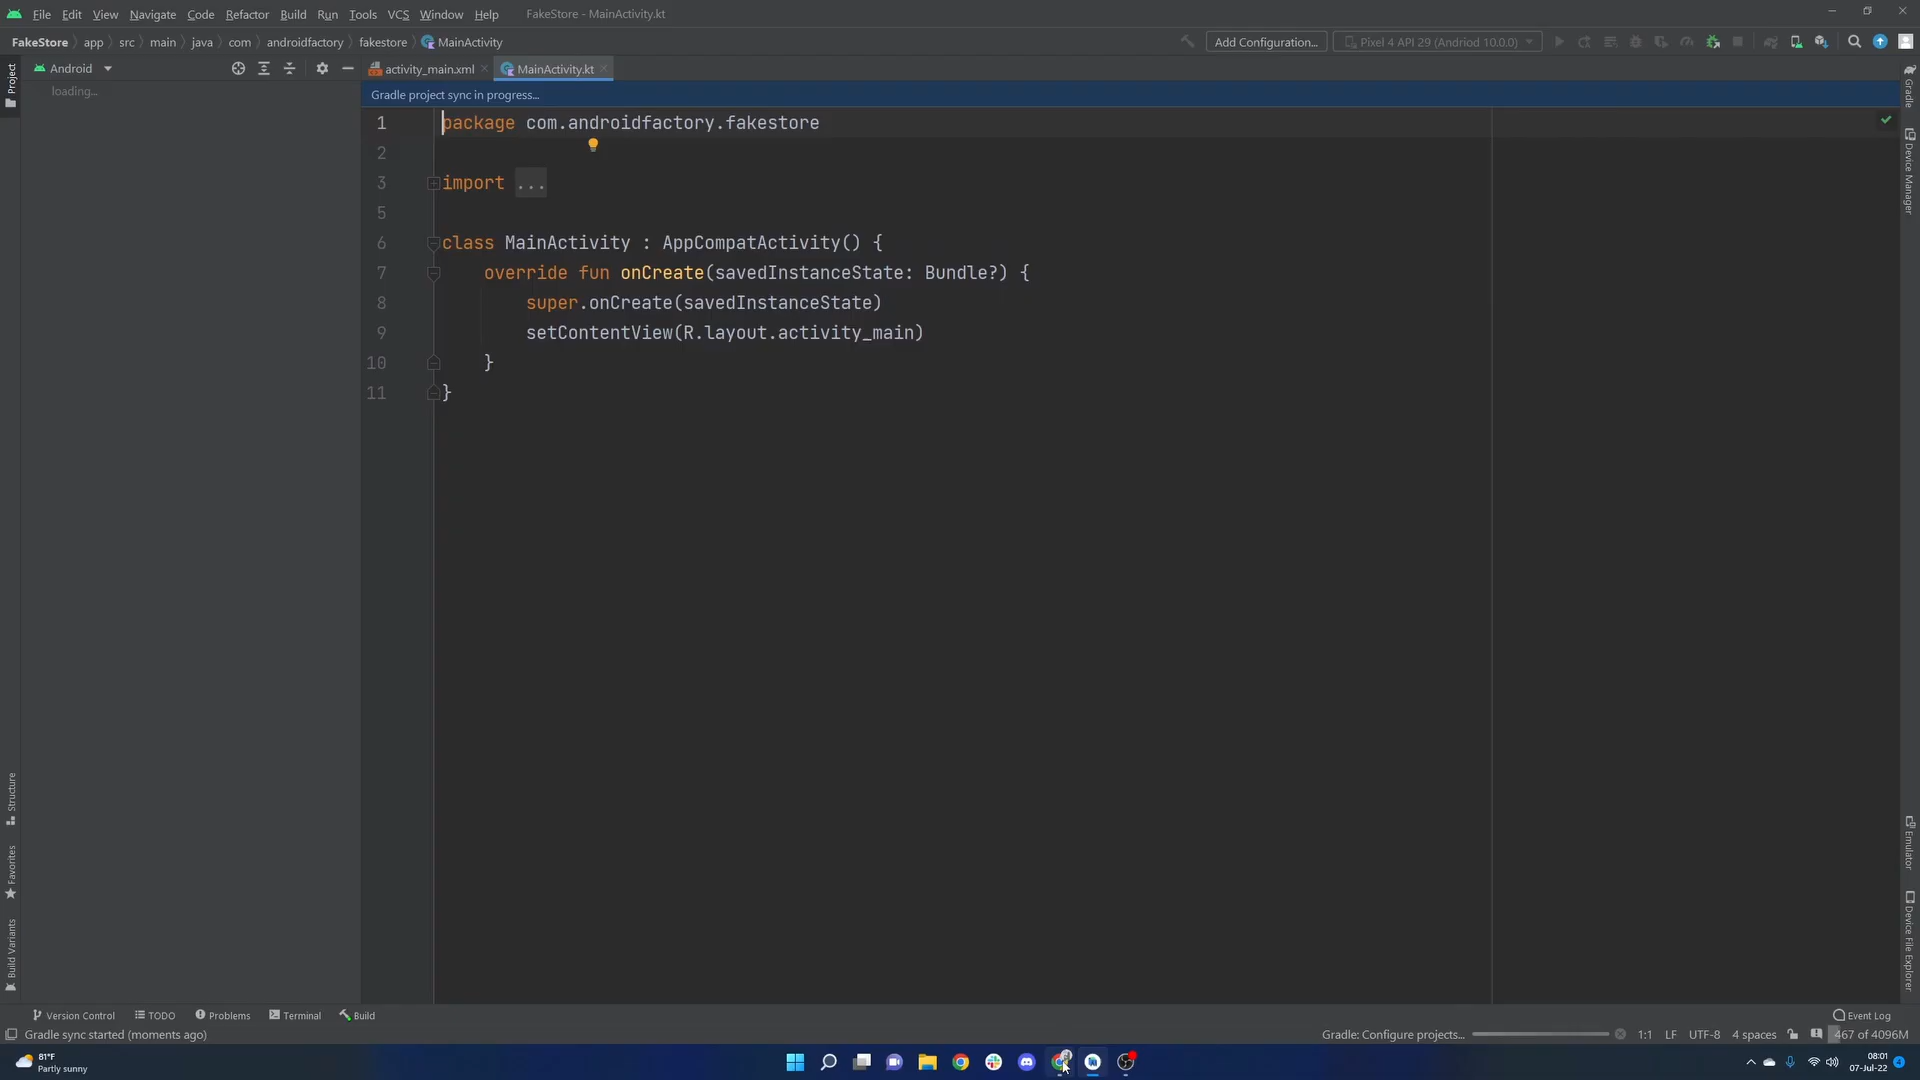 File Edit View Navigate Code Refactor Build Run Tools VCS Window Help FakeStore - MainActivity.kt
FakeStore app src main java com androidfactory fakestore MainActivity Add Configuration... Pixel 4 API 29 (Andriod 10.0.0)
Android activity_main.xml MainActivity.kt
loading...
Gradle project sync in progress...
1 package com.androidfactory.fakestore
2
3 import ...
5
6 class MainActivity : AppCompatActivity() {
7 override fun onCreate(savedInstanceState: Bundle?) {
8 super.onCreate(savedInstanceState)
9 setContentView(R.layout.activity_main)
10 }
11 }
Project
Structure
Favorites
Build Variants
Gradle
Device Manager
Emulator
Device File Explorer
Version Control TODO Problems Terminal Build Event Log
Gradle sync started (moments ago) Gradle: Configure projects... 1:1 LF UTF-8 4 spaces 467 of 4096M
81°F
Partly sunny
08:01
07-Jul-22
4